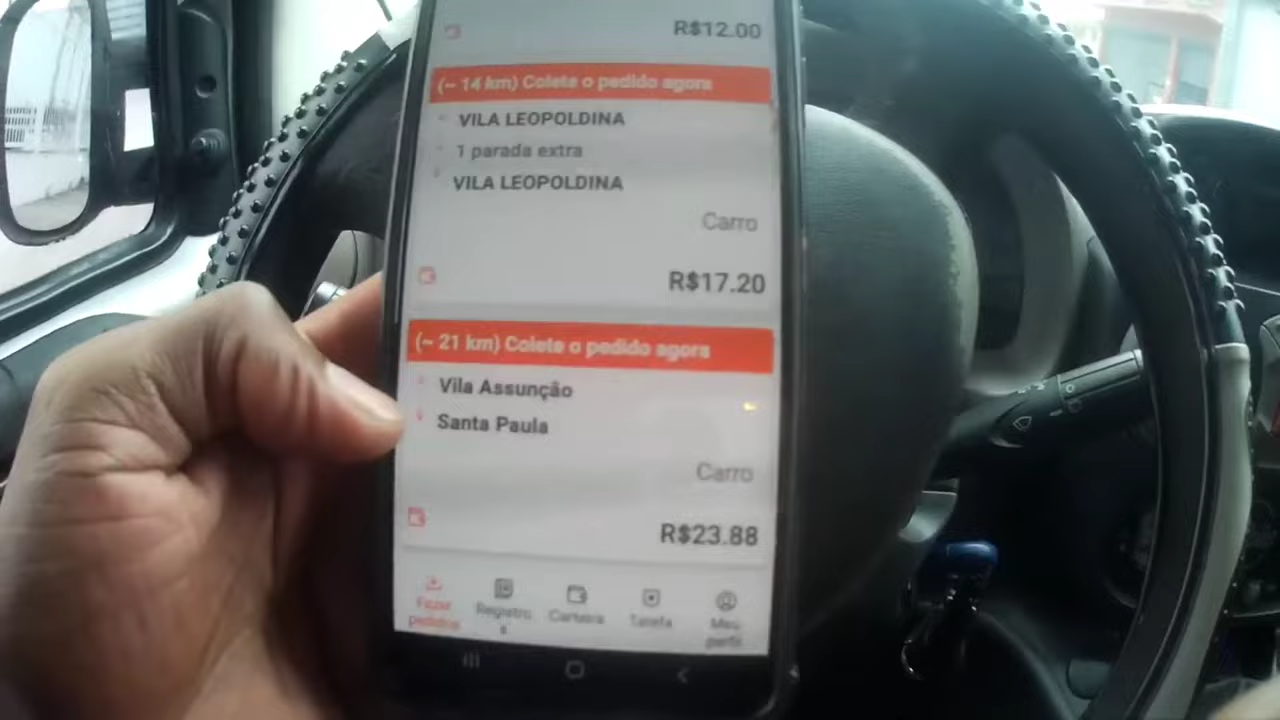 R$12.00
(~ 14 km) Colete o pedido agora
VILA LEOPOLDINA
1 parada extra
VILA LEOPOLDINA
Carro
R$17.20
(~ 21 km) Colete o pedido agora
Vila Assunção
Santa Paula
Carro
R$23.88
Fazer pedidos
Registros
Carteira
Tarefa
Meu perfil